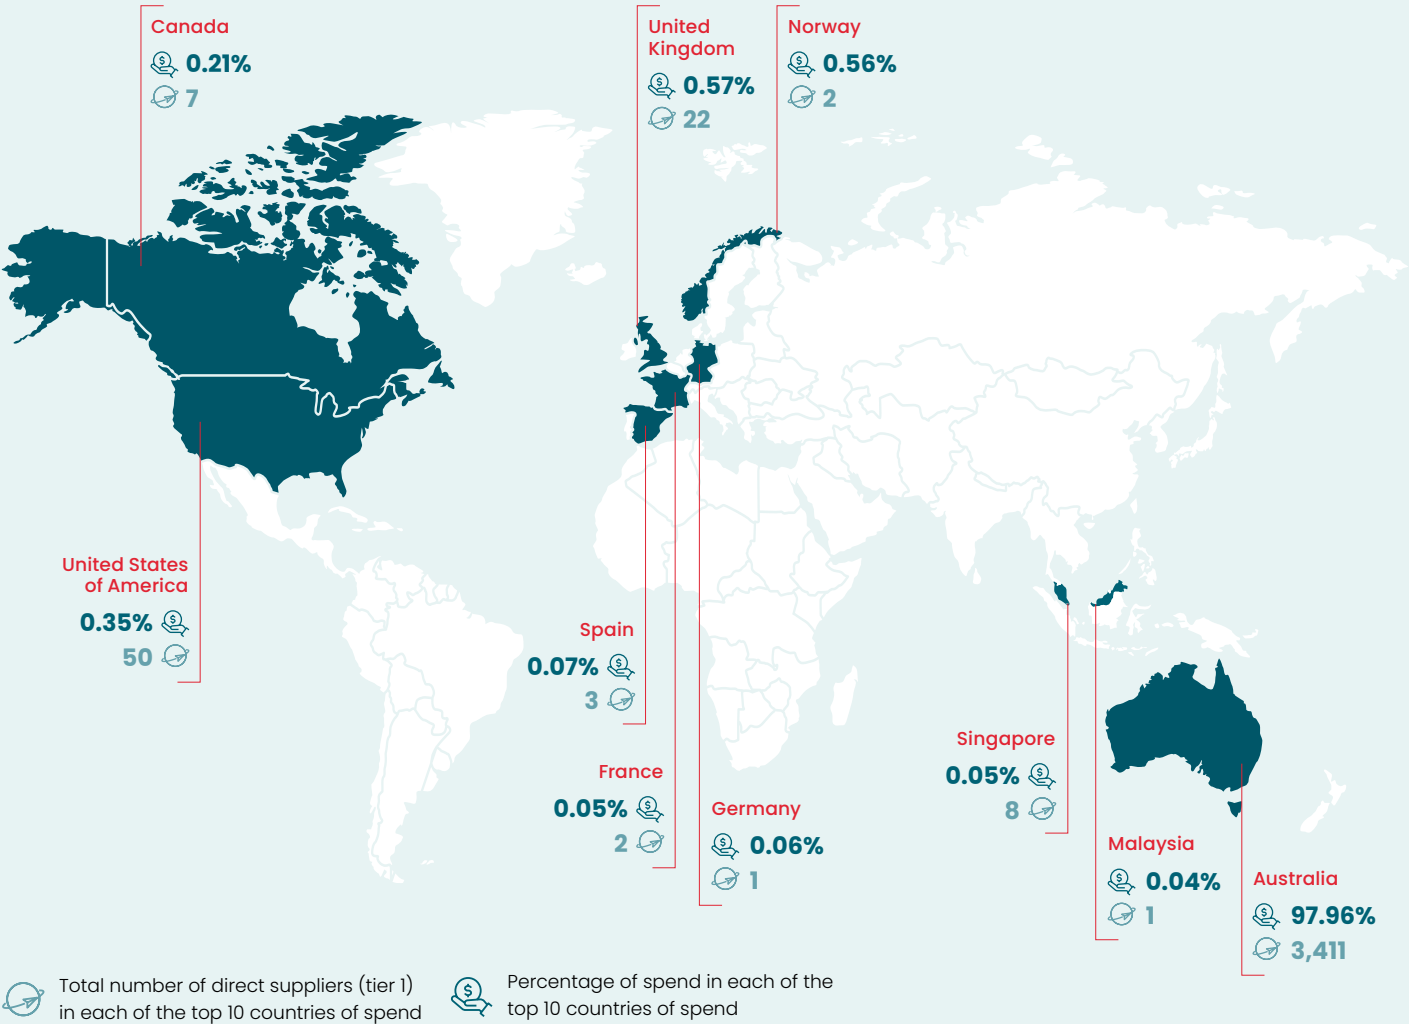 Canada
0.21%
7
United
Kingdom
0.57%
22
Norway
0.56%
2
United States
of America
0.35%
50
Spain
0.07%
3
France
0.05%
2
Germany
0.06%
1
Singapore
0.05%
8
Malaysia
0.04%
1
Australia
97.96%
3,411
Total number of direct suppliers (tier 1)
in each of the top 10 countries of spend
Percentage of spend in each of the
top 10 countries of spend